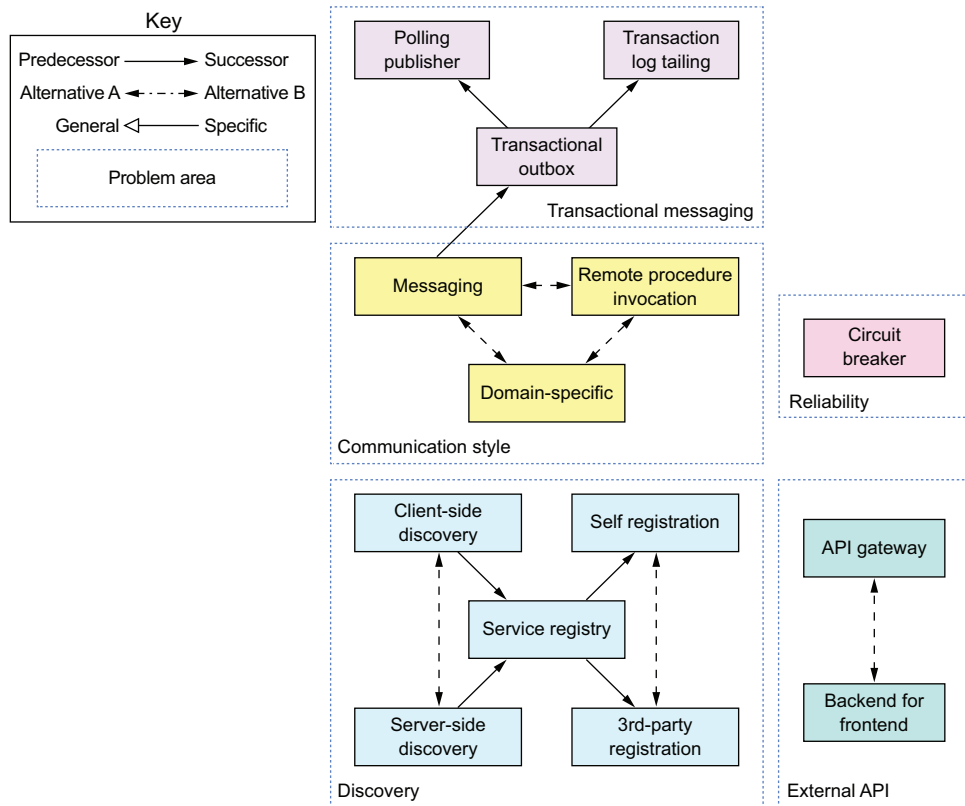 Key
Predecessor
Successor
Alternative A
Alternative B
General
Specific
Problem area
Polling
publisher
Transaction
log tailing
Transactional
outbox
Transactional messaging
Messaging
Remote procedure
invocation
Domain-specific
Communication style
Circuit
breaker
Reliability
Client-side
discovery
Self registration
Service registry
Server-side
discovery
3rd-party
registration
Discovery
API gateway
Backend for
frontend
External API